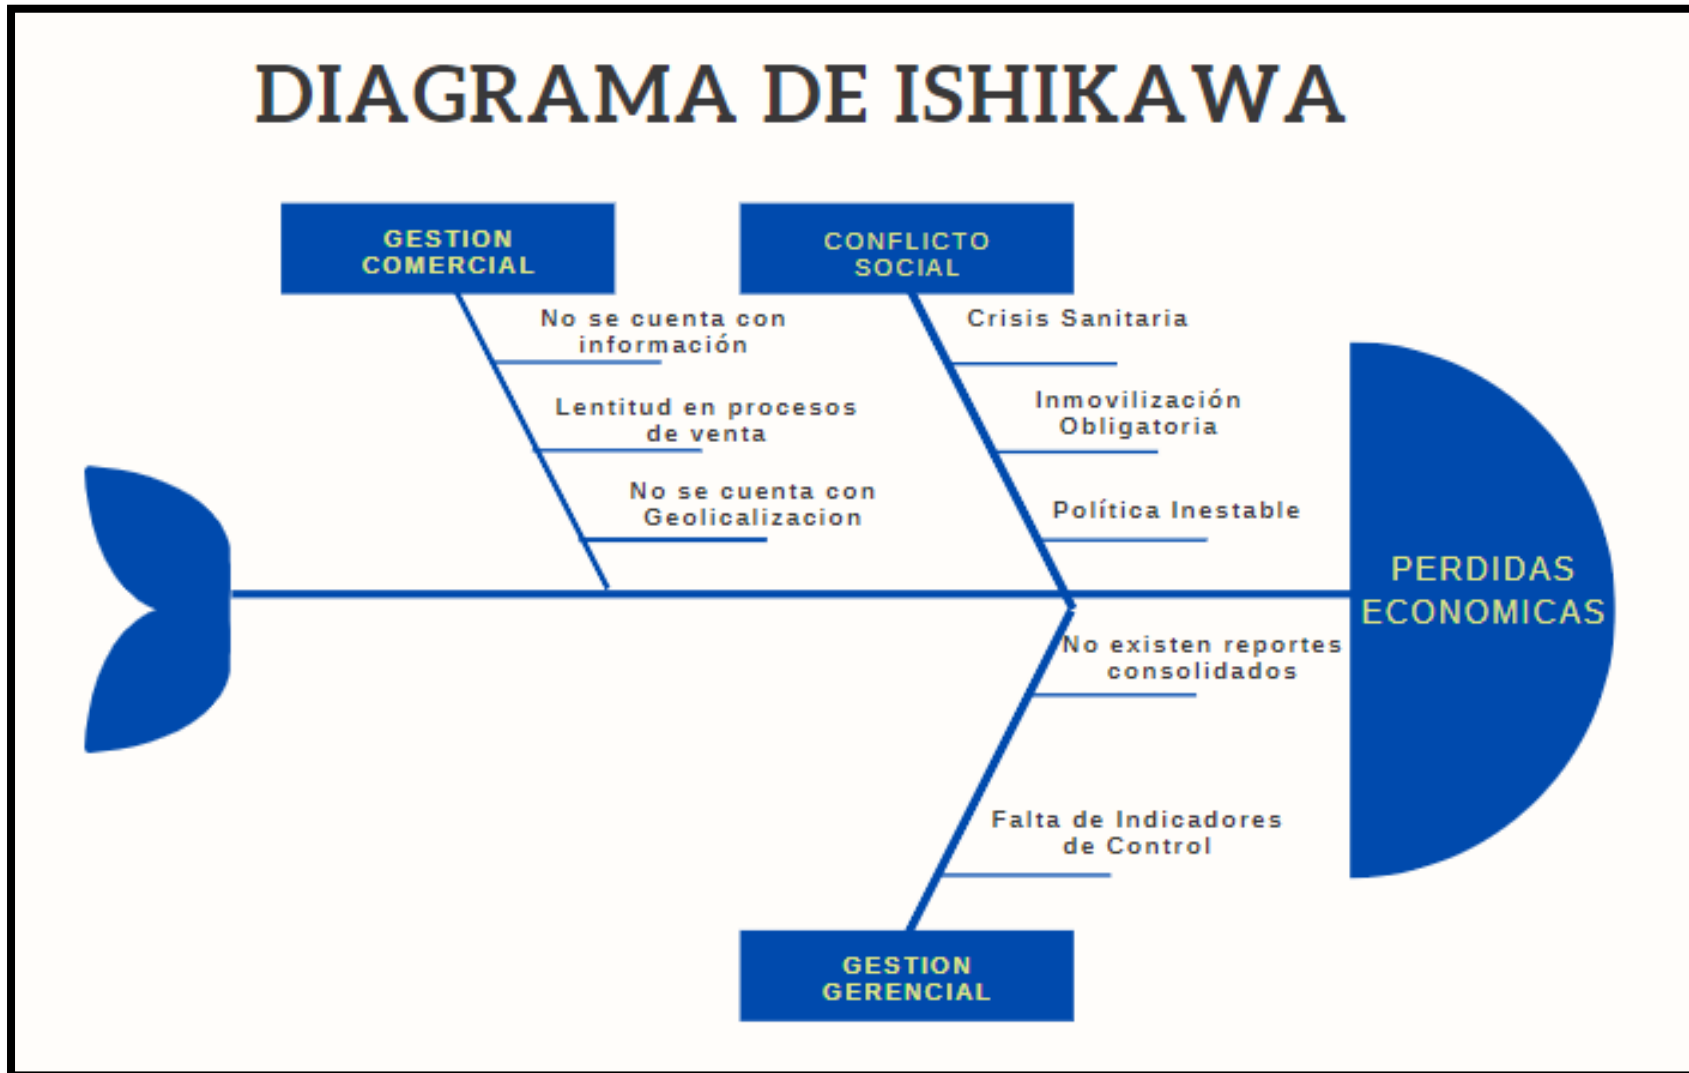 DIAGRAMA DE ISHIKAWA
GESTION
COMERCIAL
No se cuenta con
información
Lentitud en procesos
de venta
No se cuenta con
Geolicalizacion
CONFLICTO
SOCIAL
Crisis Sanitaria
Inmovilización
Obligatoria
Política Inestable
PERDIDAS
ECONOMICAS
No existen reportes
consolidados
Falta de Indicadores
de Control
GESTION
GERENCIAL